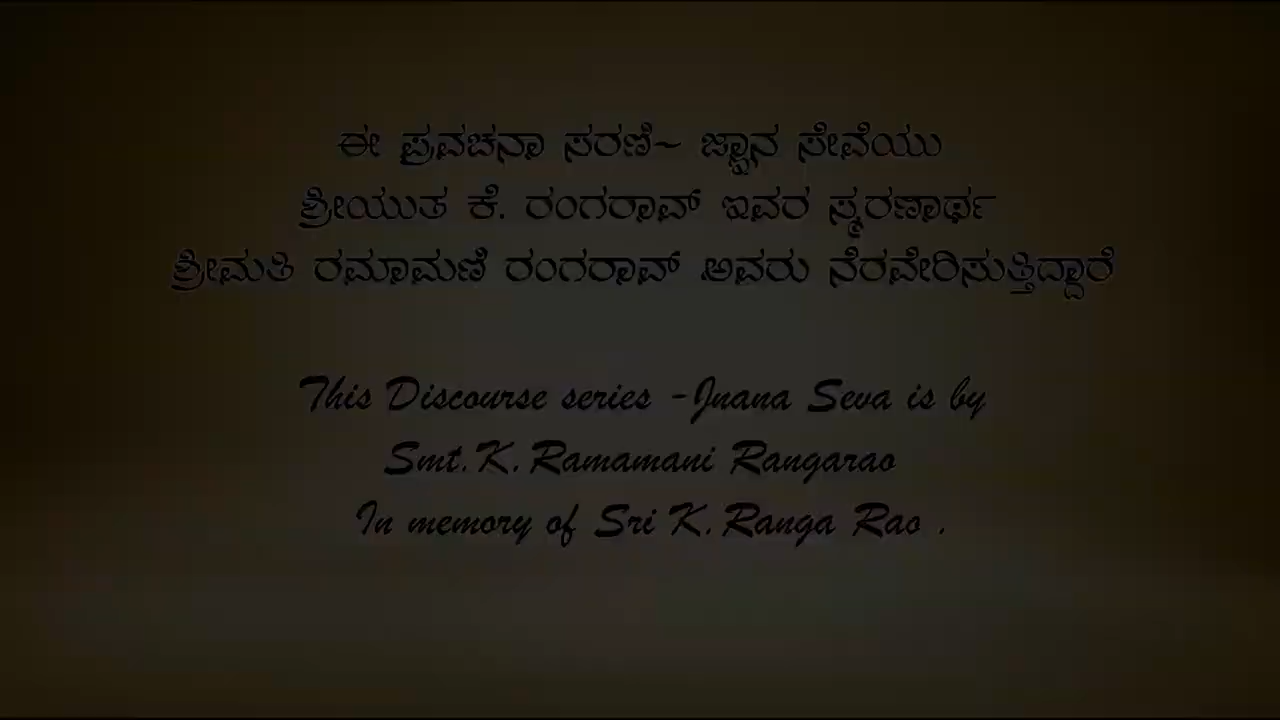 ಈ ಪ್ರವಚನಾ ಸರಣಿ~ ಜ್ಞಾನ ಸೇವೆಯು
ಶ್ರೀಯುತ ಕೆ. ರಂಗರಾವ್ ಇವರ ಸ್ಮರಣಾರ್ಥ
ಶ್ರೀಮತಿ ರಮಾಮಣಿ ರಂಗರಾವ್ ಅವರು ನೆರವೇರಿಸುತ್ತಿದ್ದಾರೆ
This Discourse series -Jnana Seva is by
Smt.K.Ramamani Rangarao
In memory of Sri K.Ranga Rao .